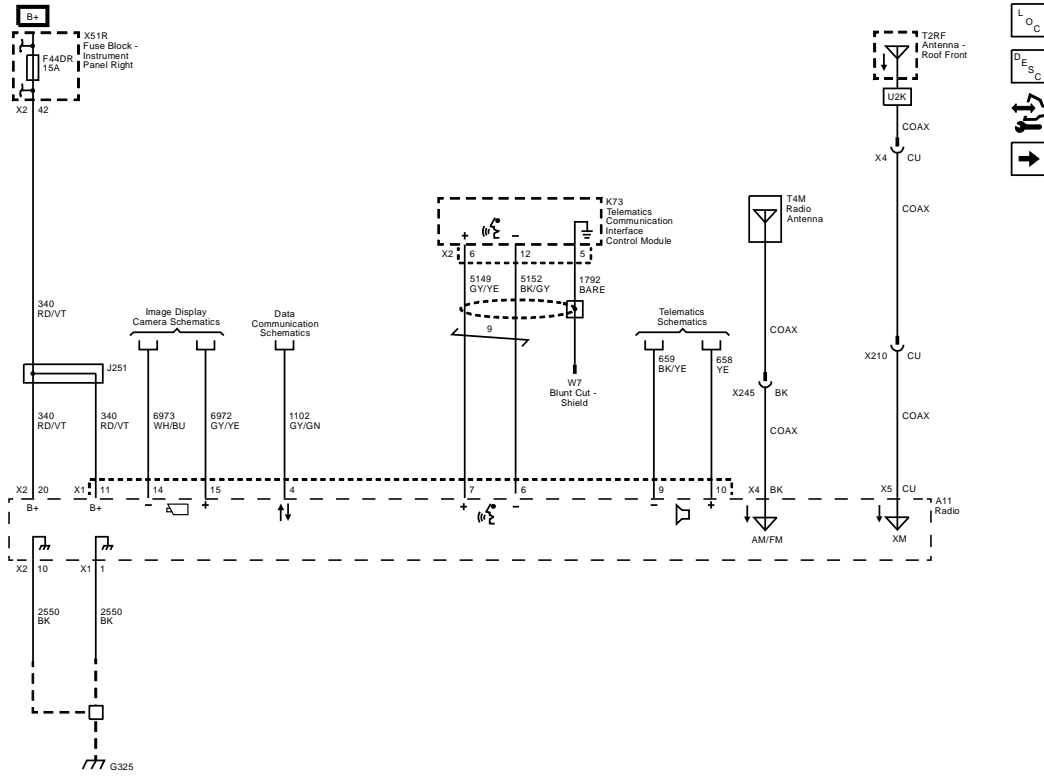 B+
X51R
Fuse Block -
Instrument
Panel Right
F44DR
15A
X2 42
T2RF
Antenna -
Roof Front
U2K
COAX
X4 CU
COAX
L O C
D E S C
K73
Telematics
Communication
Interface
Control Module
+ -
X2 6 12 5
T4M
Radio
Antenna
5149
GY/YE
5152
BK/GY
1792
BARE
9
340
RD/VT
Image Display
Camera Schematics
Data
Communication
Schematics
Telematics
Schematics
COAX
X210 CU
J251
659
BK/YE
658
YE
W7
Blunt Cut -
Shield
X245 BK
340
RD/VT
340
RD/VT
6973
WH/BU
6972
GY/YE
1102
GY/GN
COAX
COAX
X2 20 X1 11 14 15 4 7 6 9 10 X4 BK X5 CU
A11
Radio
B+ B+ - + + - - +
AM/FM XM
X2 10 X1 1
2550
BK
2550
BK
G325